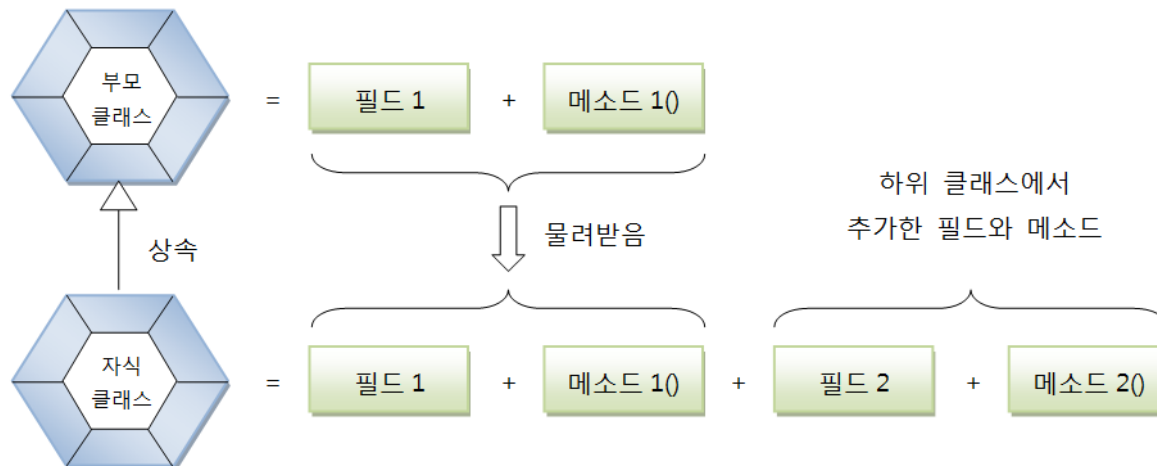 부모
클래스
= 필드 1 + 메소드 1()
하위 클래스에서
추가한 필드와 메소드
상속
물려받음
자식
클래스
= 필드 1 + 메소드 1() + 필드 2 + 메소드 2()